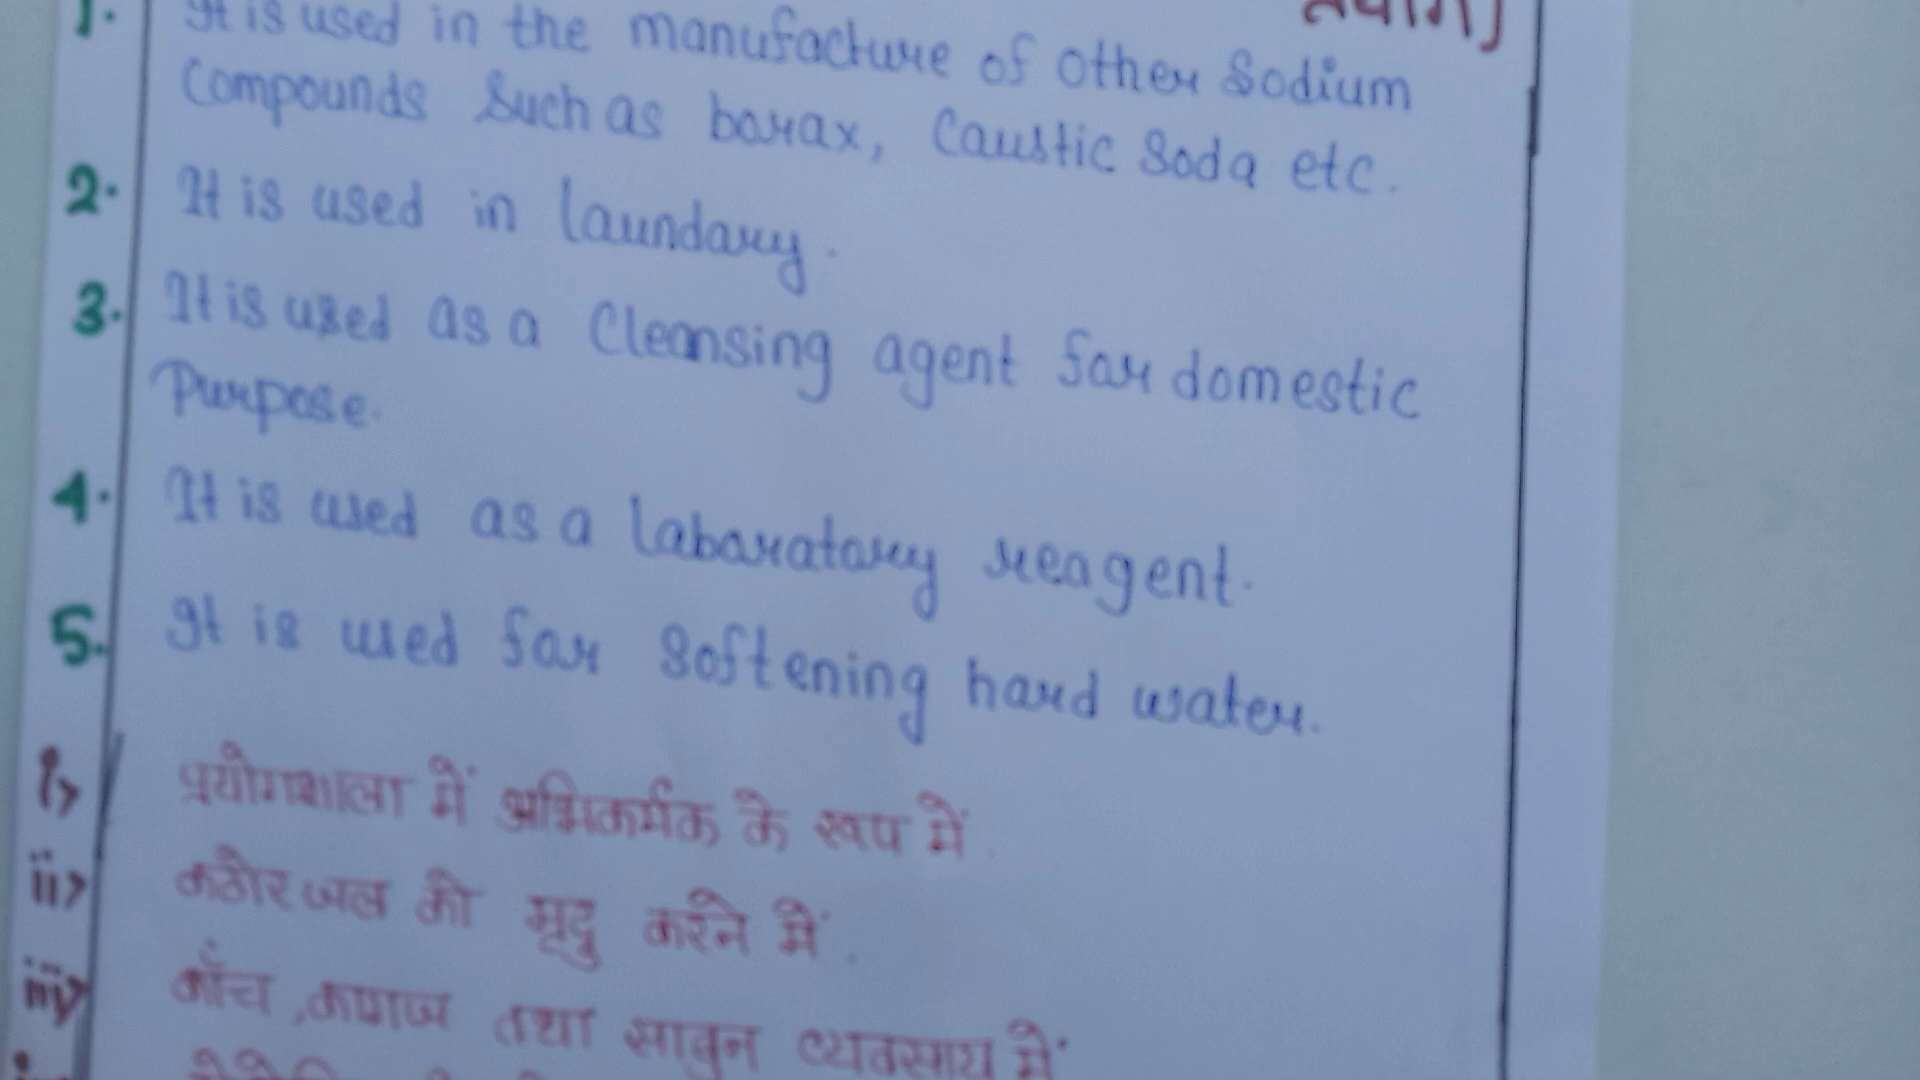 1. It is used in the manufacture of other Sodium
Compounds Such as borax, Caustic Soda etc.
2. It is used in laundary.
3. It is used as a Cleansing agent for domestic
Purpose.
4. It is used as a laboratory reagent.
5. It is used for Softening hard water.
i> प्रयोगशाला में अभिकर्मक के रूप में
ii> कठोर जल को मृदु करने में.
iii> काँच, कागज तथा साबुन व्यवसाय में